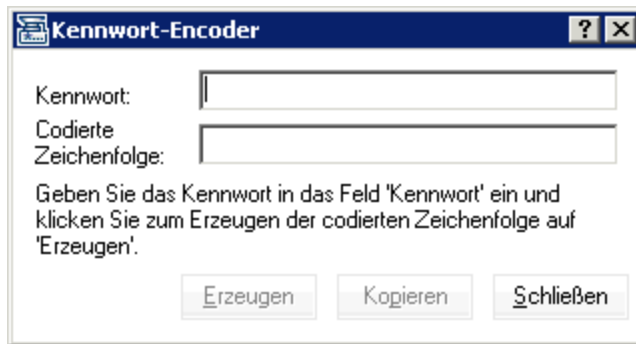 Kennwort-Encoder
Kennwort:
Codierte
Zeichenfolge:
Geben Sie das Kennwort in das Feld 'Kennwort' ein und
klicken Sie zum Erzeugen der codierten Zeichenfolge auf
'Erzeugen'.
Erzeugen Kopieren Schließen